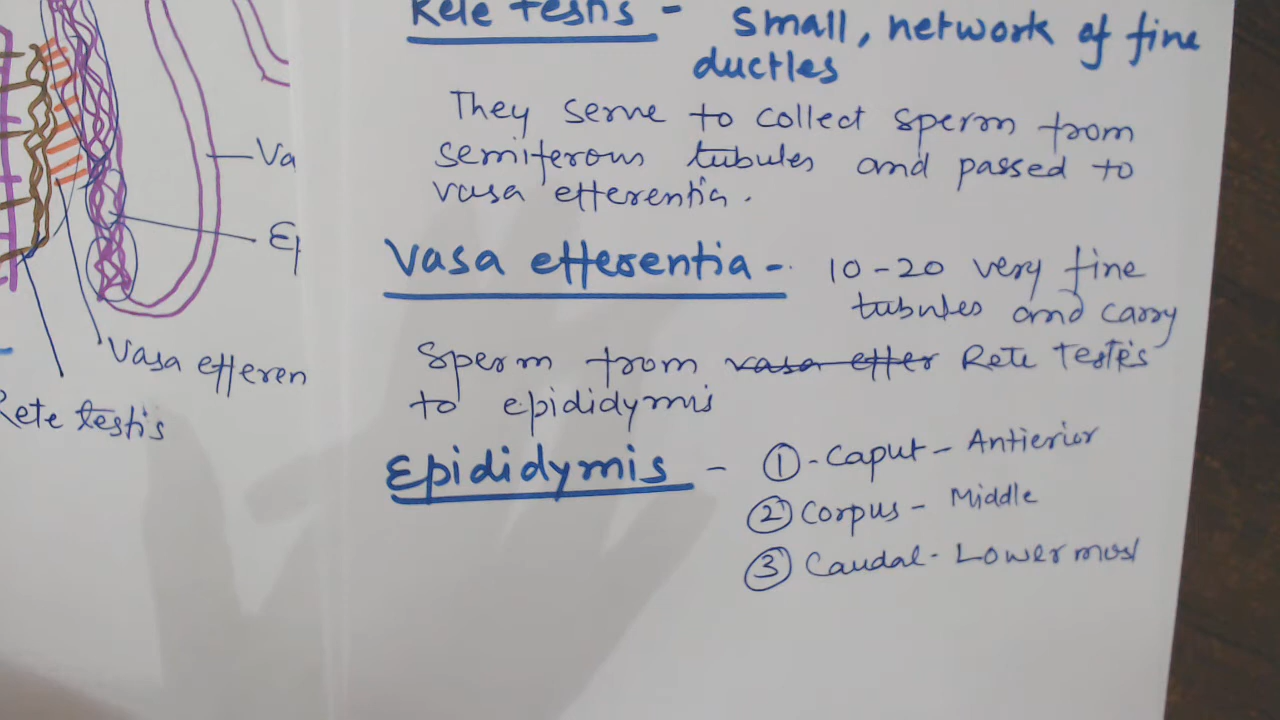 Rete testis - Small, network of fine
ductles
They serve to collect sperm from
semiferous tubules and passed to
vasa efferentia.
Vasa efferentia - 10-20 very fine
tubules and carry
Sperm from vasa effer Rete Testis
to epididymis
Epididymis - ① - Caput - Antierior
② Corpus - Middle
③ Caudal - Lowermost
Va
Ep
Vasa efferen
Rete testis